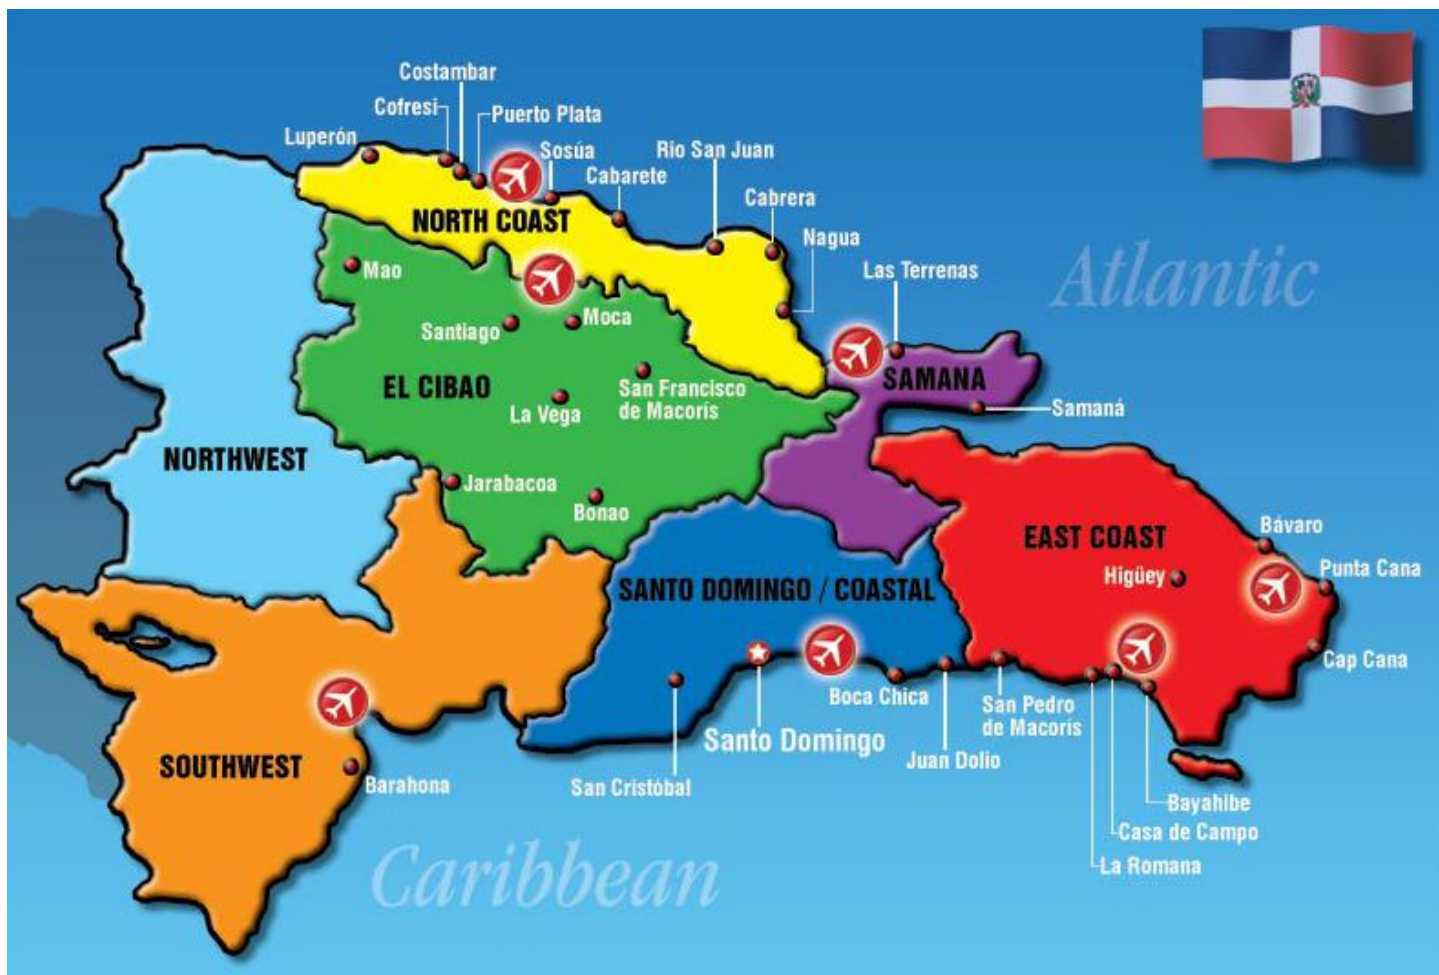 Costambar
Cofresi
Puerto Plata
Luperón
Sosúa
Rio San Juan
Cabarete
Cabrera
NORTH COAST
Nagua
Mao
Las Terrenas
Atlantic
Santiago
Moca
EL CIBAO
San Francisco
de Macorís
SAMANA
La Vega
Samaná
NORTHWEST
Jarabacoa
Bonao
Bávaro
EAST COAST
Punta Cana
Higüey
SANTO DOMINGO / COASTAL
Cap Cana
Boca Chica
San Pedro
de Macorís
Santo Domingo
Juan Dolio
SOUTHWEST
Barahona
San Cristóbal
Bayahibe
Casa de Campo
La Romana
Caribbean